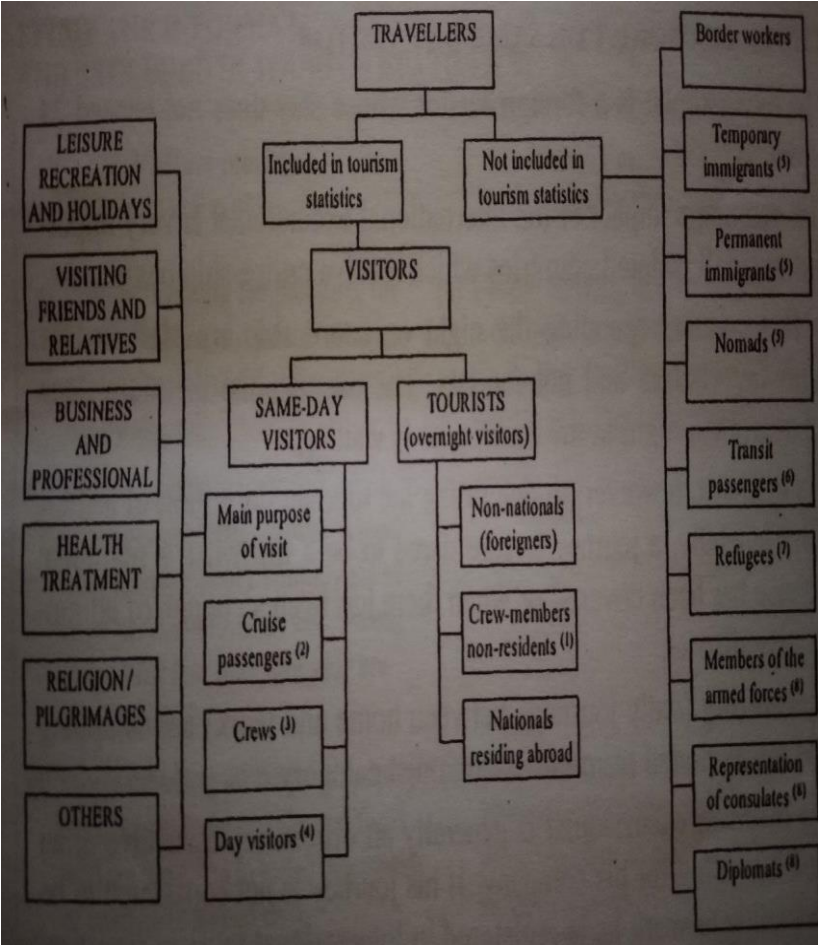 TRAVELLERS
Included in tourism
statistics
Not included in
tourism statistics
VISITORS
SAME-DAY
VISITORS
TOURISTS
(overnight visitors)
LEISURE
RECREATION
AND HOLIDAYS
VISITING
FRIENDS AND
RELATIVES
BUSINESS
AND
PROFESSIONAL
HEALTH
TREATMENT
RELIGION/
PILGRIMAGES
OTHERS
Main purpose
of visit
Cruise
passengers (2)
Crews (3)
Day visitors (4)
Non-nationals
(foreigners)
Crew-members
non-residents (1)
Nationals
residing abroad
Border workers
Temporary
immigrants (5)
Permanent
immigrants (5)
Nomads (5)
Transit
passengers (6)
Refugees (7)
Members of the
armed forces (8)
Representation
of consulates (8)
Diplomats (8)